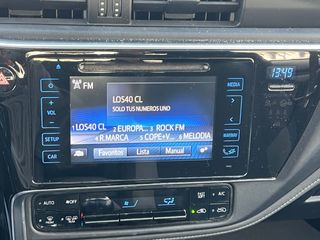 FM
MEDIA
13:49
LOS40 CL
SOLO TUS NUMEROS UNO
+
VOL
-
SETUP
CAR
1 LOS40 CL 2 EUROPA... 3 ROCK FM
4 R.MARCA 5 COPE+V... 6 MELODIA
Favoritos Lista Manual
AUTO
OFF
A/C